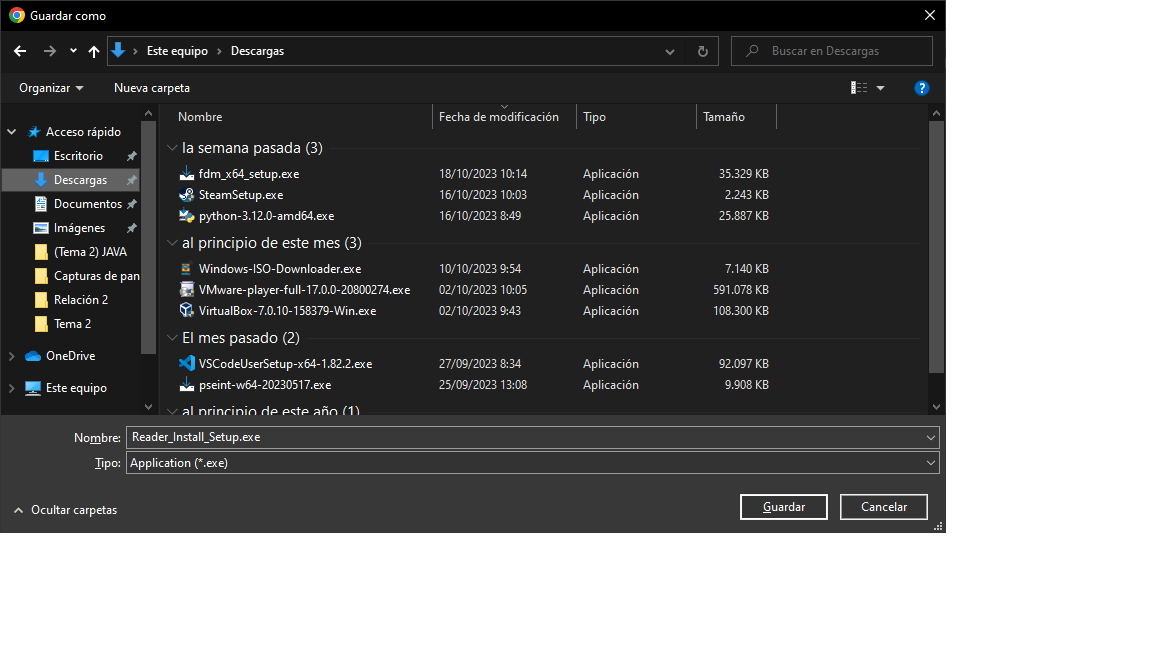 Guardar como
Este equipo > Descargas
Buscar en Descargas
Organizar Nueva carpeta
?
Acceso rápido
Escritorio
Descargas
Documentos
Imágenes
(Tema 2) JAVA
Capturas de pan
Relación 2
Tema 2
OneDrive
Este equipo
Nombre Fecha de modificación Tipo Tamaño
la semana pasada (3)
fdm_x64_setup.exe 18/10/2023 10:14 Aplicación 35.329 KB
SteamSetup.exe 16/10/2023 10:03 Aplicación 2.243 KB
python-3.12.0-amd64.exe 16/10/2023 8:49 Aplicación 25.887 KB
al principio de este mes (3)
Windows-ISO-Downloader.exe 10/10/2023 9:54 Aplicación 7.140 KB
VMware-player-full-17.0.0-20800274.exe 02/10/2023 10:05 Aplicación 591.078 KB
VirtualBox-7.0.10-158379-Win.exe 02/10/2023 9:43 Aplicación 108.300 KB
El mes pasado (2)
VSCodeUserSetup-x64-1.82.2.exe 27/09/2023 8:34 Aplicación 92.097 KB
pseint-w64-20230517.exe 25/09/2023 13:08 Aplicación 9.908 KB
al principio de este año (1)
Nombre: Reader_Install_Setup.exe
Tipo: Application (*.exe)
Ocultar carpetas
Guardar Cancelar